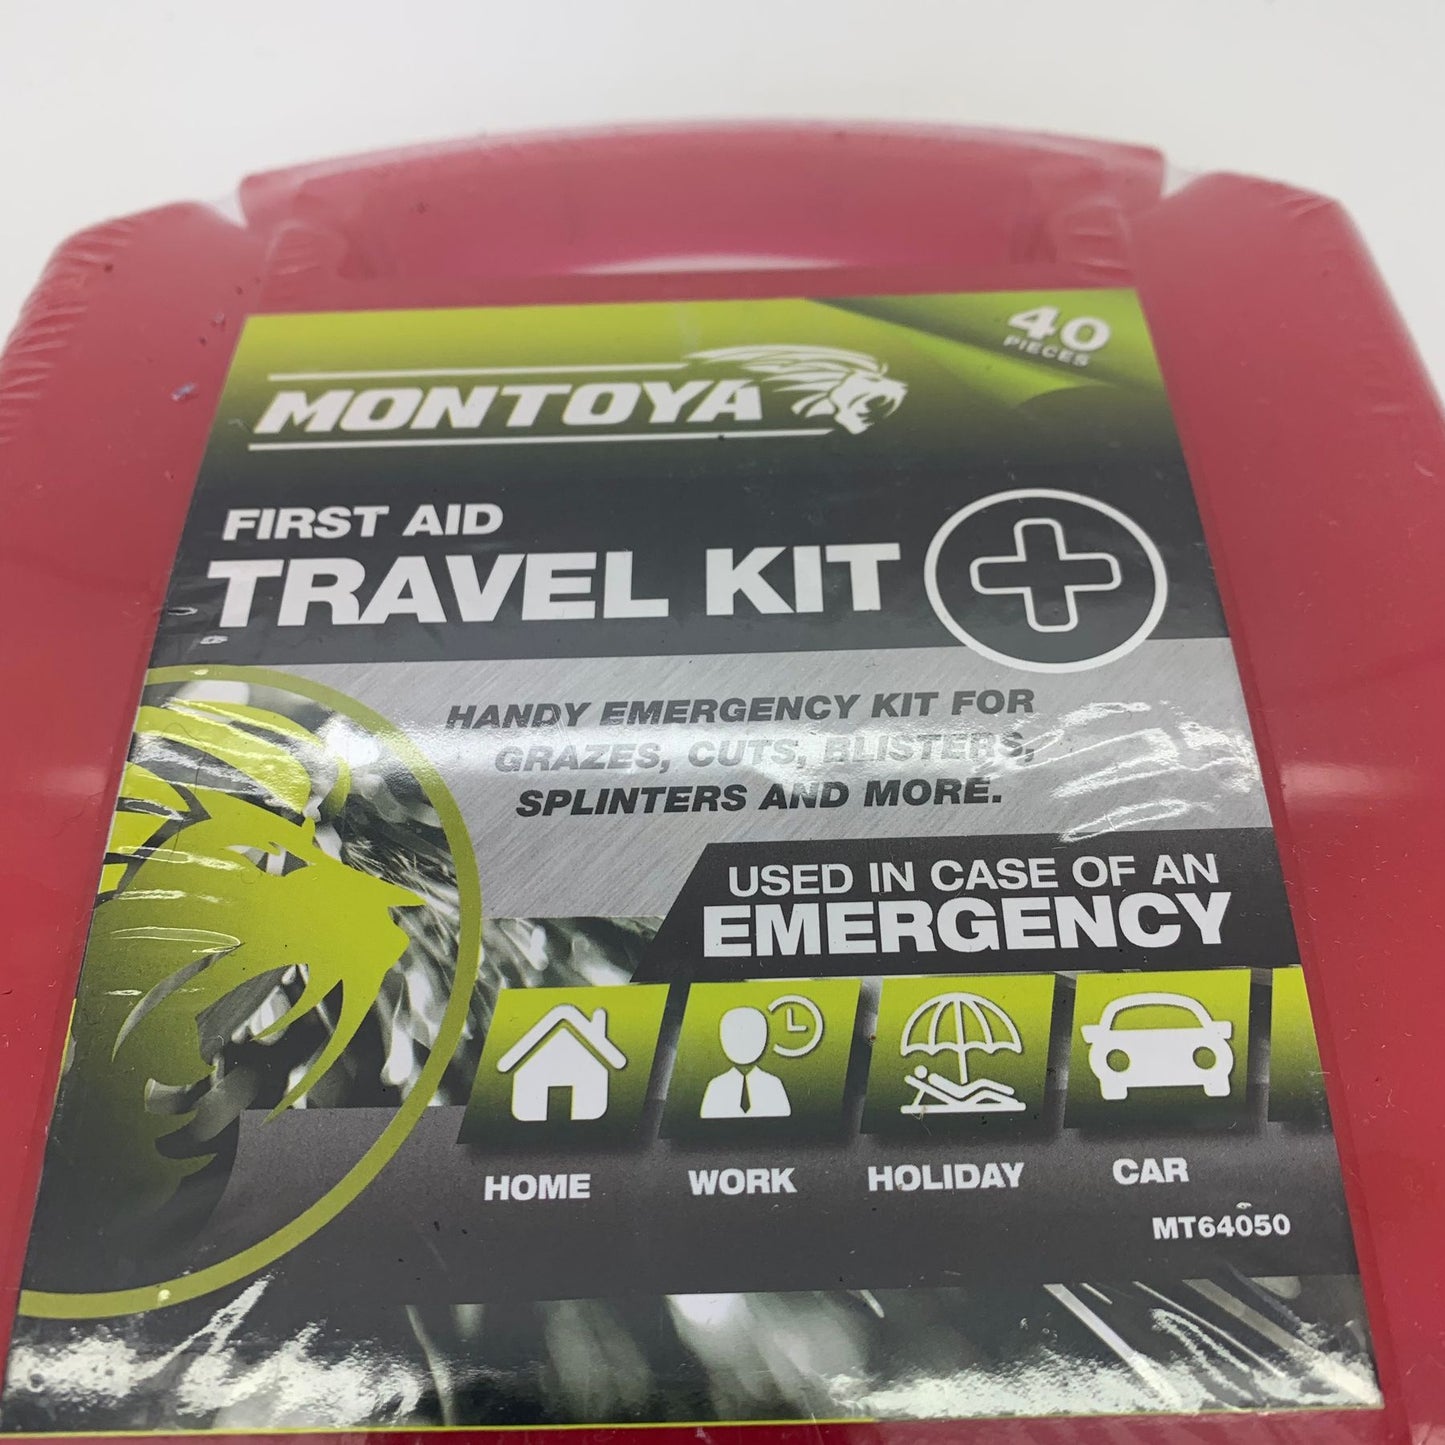 40
PIECES
MONTOYA
FIRST AID
TRAVEL KIT
HANDY EMERGENCY KIT FOR
GRAZES, CUTS, BLISTERS,
SPLINTERS AND MORE.
USED IN CASE OF AN
EMERGENCY
HOME WORK HOLIDAY CAR
MT64050